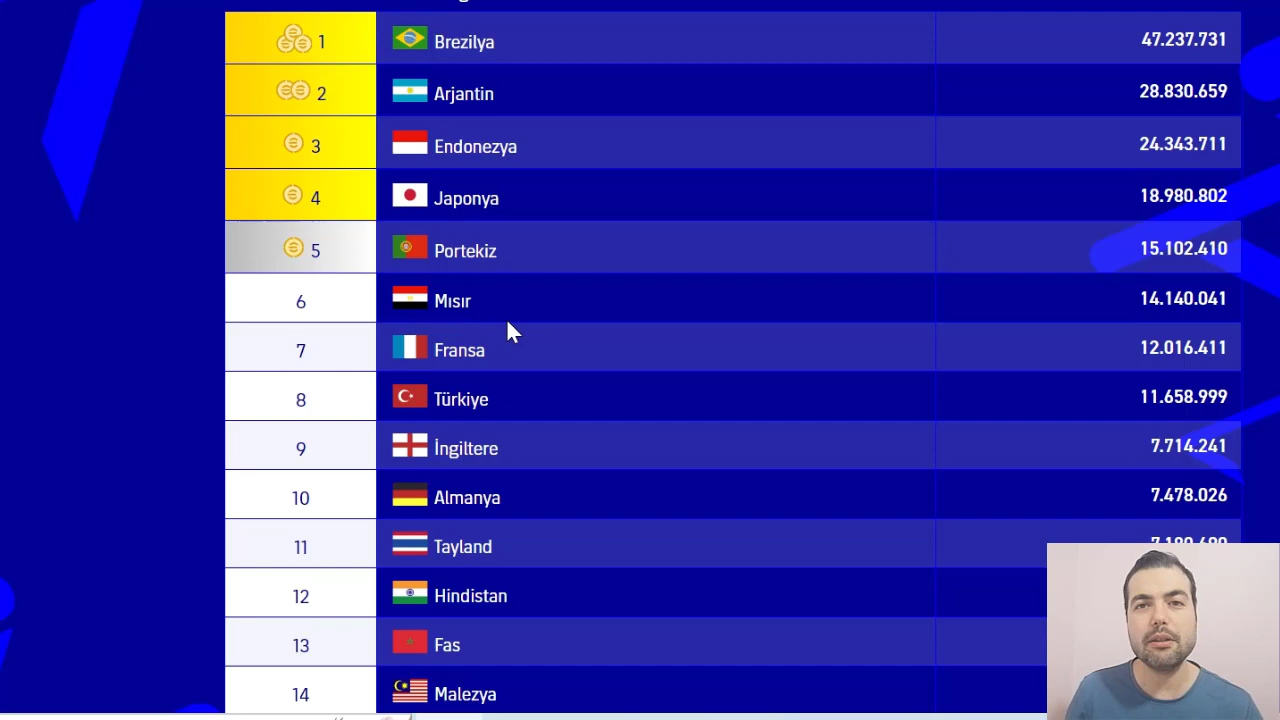 1 Brezilya 47.237.731
2 Arjantin 28.830.659
3 Endonezya 24.343.711
4 Japonya 18.980.802
5 Portekiz 15.102.410
6 Mısır 14.140.041
7 Fransa 12.016.411
8 Türkiye 11.658.999
9 İngiltere 7.714.241
10 Almanya 7.478.026
11 Tayland
12 Hindistan
13 Fas
14 Malezya